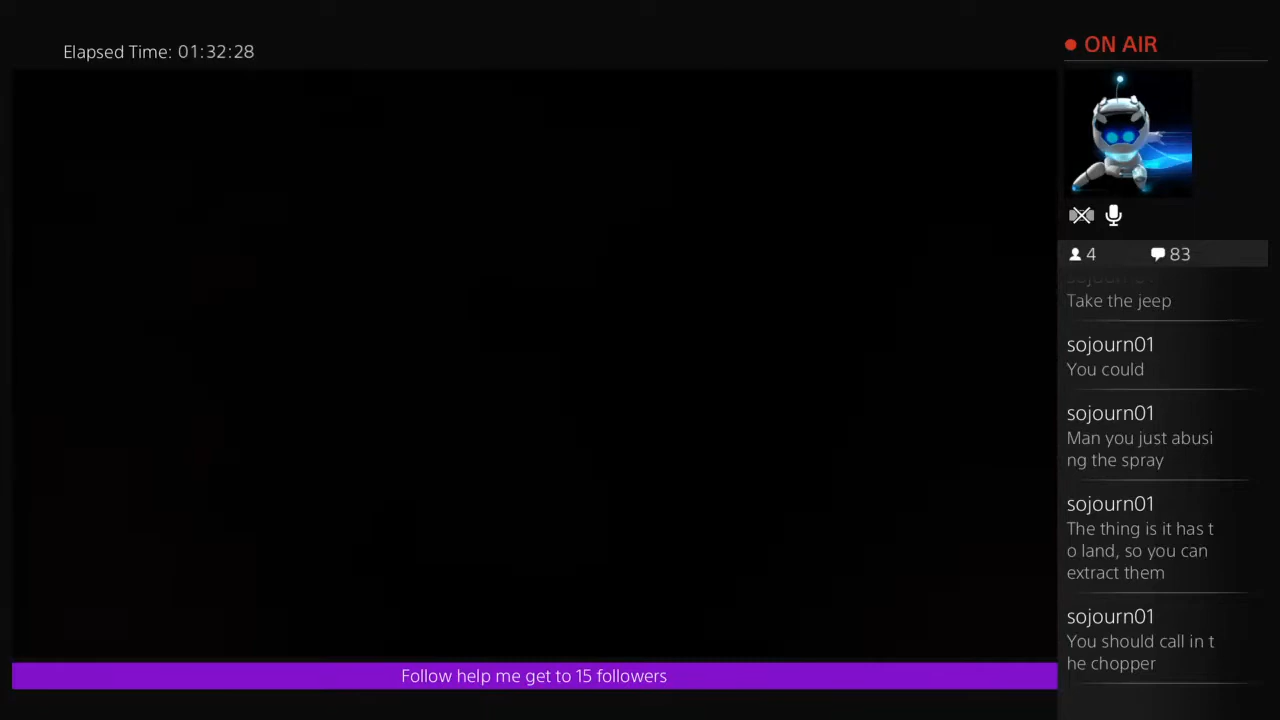 Elapsed Time: 01:32:28
ON AIR
4
83
Take the jeep
sojourn01
You could
sojourn01
Man you just abusi
ng the spray
sojourn01
The thing is it has t
o land, so you can
extract them
sojourn01
You should call in t
he chopper
Follow help me get to 15 followers